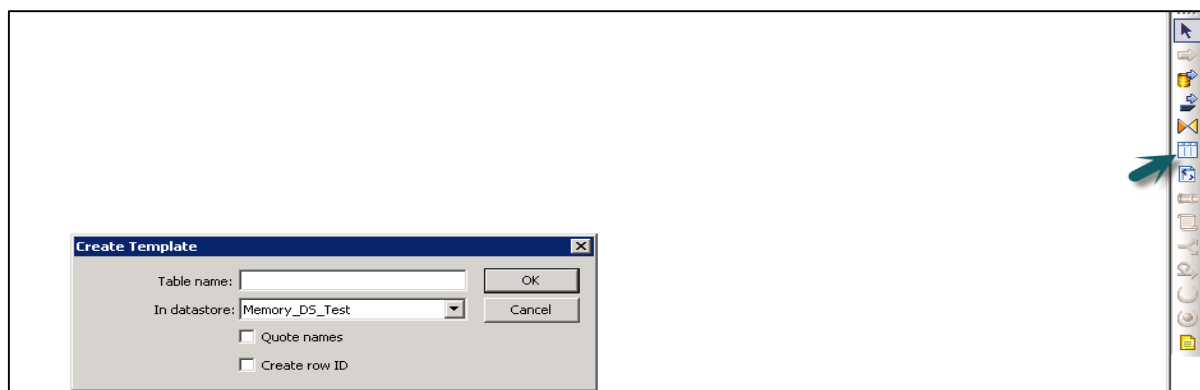 Create Template
Table name:
OK
In datastore: Memory_DS_Test
Cancel
Quote names
Create row ID